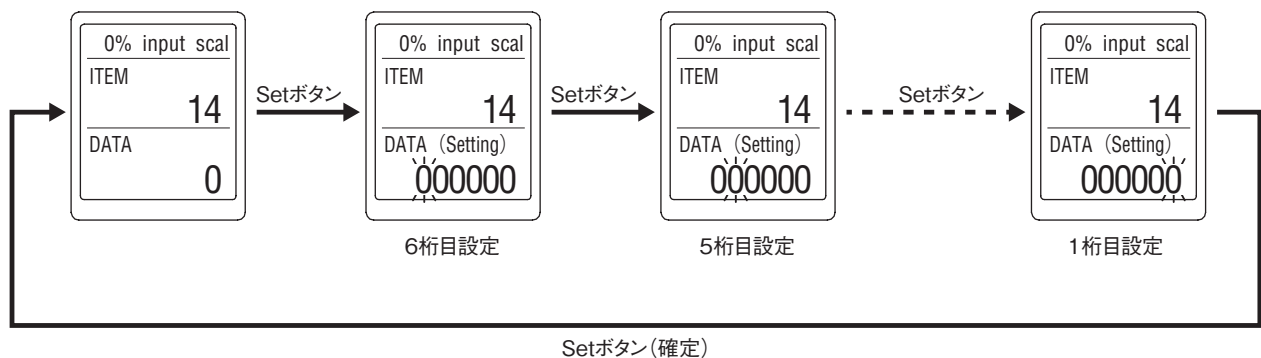 0% input scal
ITEM
14
DATA
0
Setボタン
0% input scal
ITEM
14
DATA（Setting）
000000
6桁目設定
Setボタン
0% input scal
ITEM
14
DATA（Setting）
000000
5桁目設定
Setボタン
0% input scal
ITEM
14
DATA（Setting）
000000
1桁目設定
Setボタン（確定）